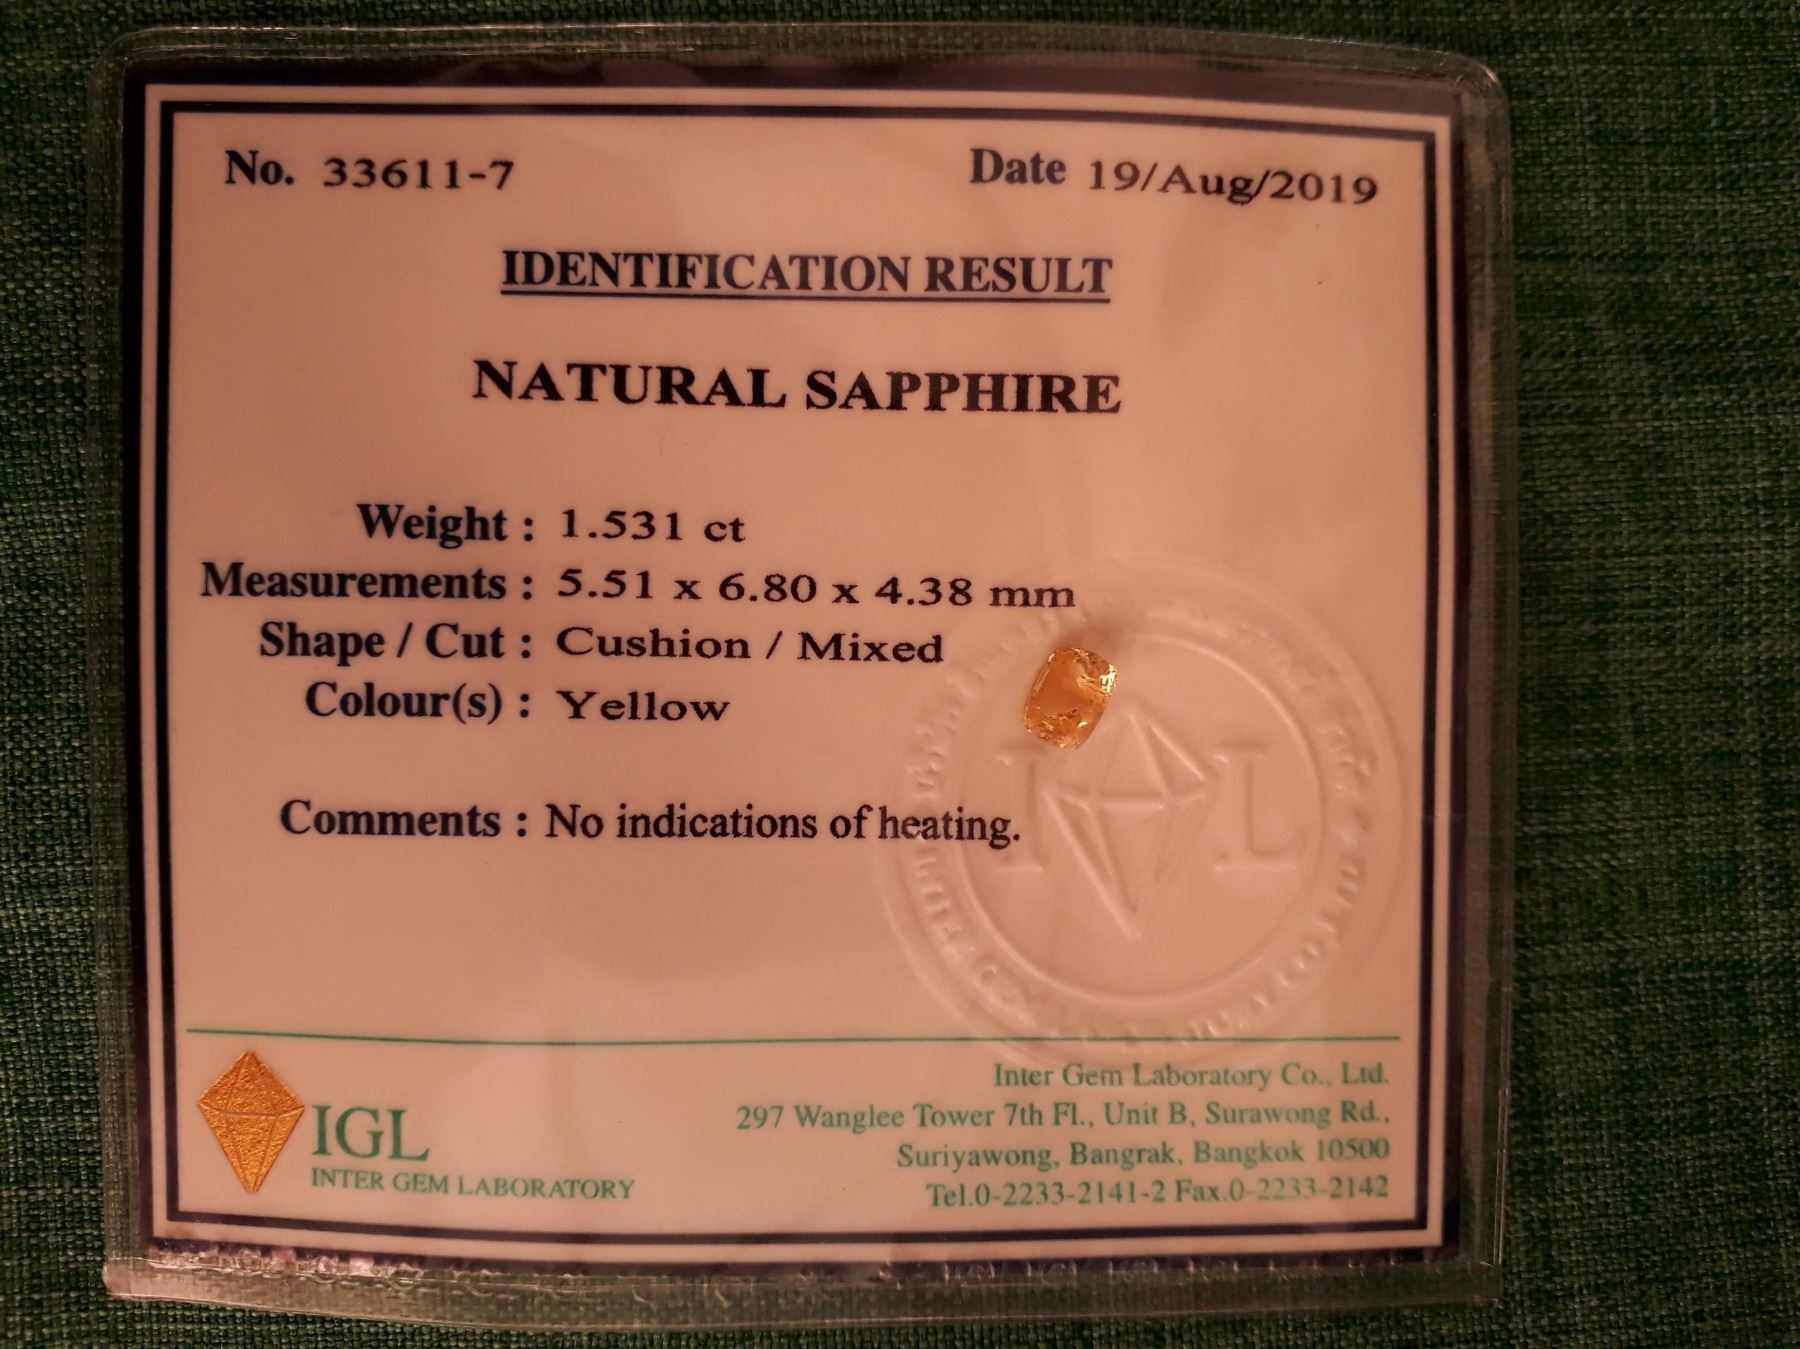 No. 33611-7
Date 19/Aug/2019
IDENTIFICATION RESULT
NATURAL SAPPHIRE
Weight : 1.531 ct
Measurements : 5.51 x 6.80 x 4.38 mm
Shape / Cut : Cushion / Mixed
Colour(s) : Yellow
Comments : No indications of heating.
I L
IGL
INTER GEM LABORATORY
Inter Gem Laboratory Co., Ltd.
297 Wanglee Tower 7th Fl., Unit B, Surawong Rd.,
Suriyawong, Bangrak, Bangkok 10500
Tel.0-2233-2141-2 Fax.0-2233-2142